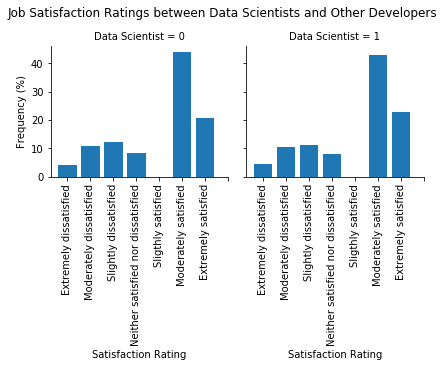 Job Satisfaction Ratings between Data Scientists and Other Developers
Data Scientist = 0
Data Scientist = 1
Frequency (%)
40
30
20
10
0
Extremely dissatisfied
Moderately dissatisfied
Slightly dissatisfied
Neither satisfied nor dissatisfied
Sligthly satisfied
Moderately satisfied
Extremely satisfied
Satisfaction Rating
Extremely dissatisfied
Moderately dissatisfied
Slightly dissatisfied
Neither satisfied nor dissatisfied
Sligthly satisfied
Moderately satisfied
Extremely satisfied
Satisfaction Rating